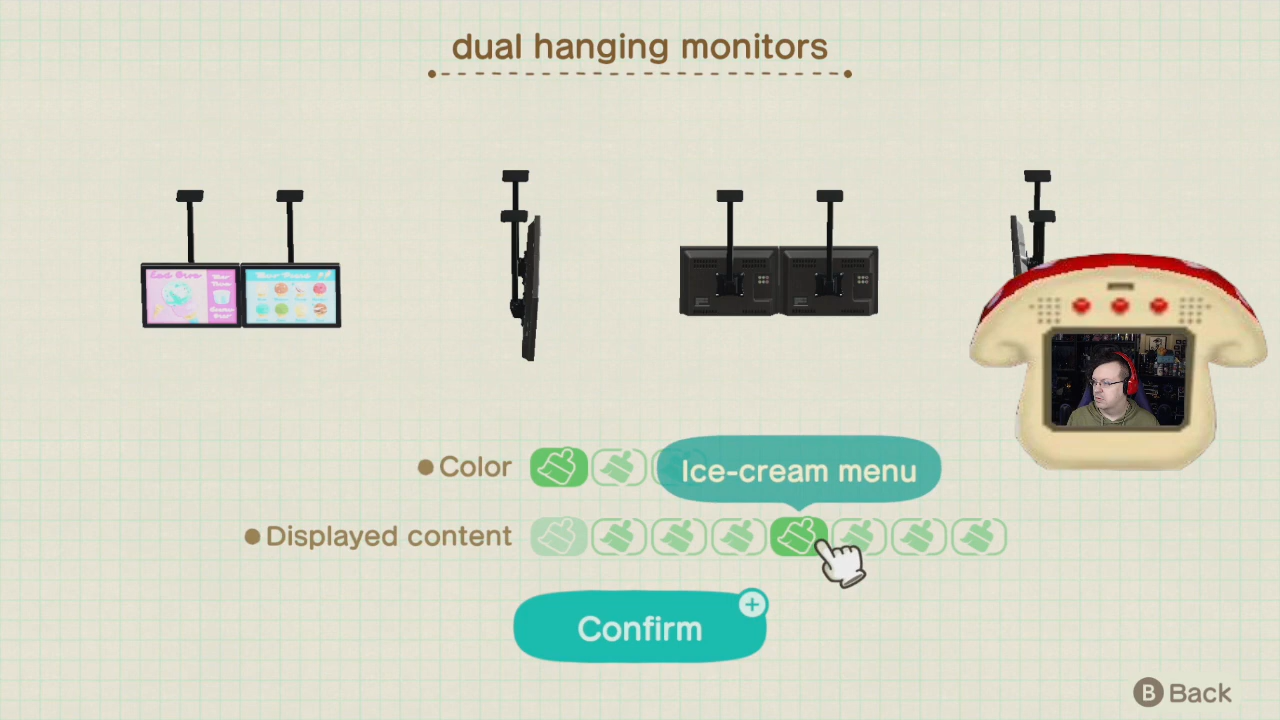 dual hanging monitors
Color
Ice-cream menu
Displayed content
Confirm
B Back